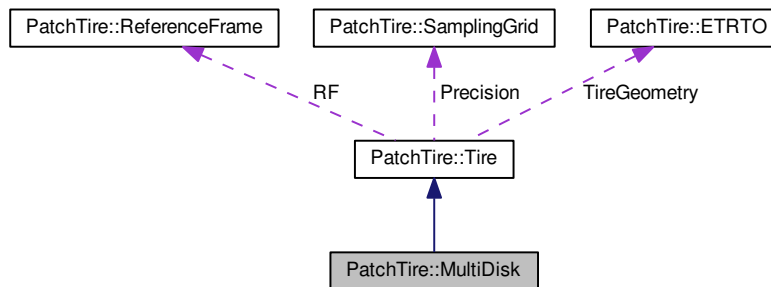 PatchTire::ReferenceFrame
PatchTire::SamplingGrid
PatchTire::ETRTO
RF
Precision
TireGeometry
PatchTire::Tire
PatchTire::MultiDisk